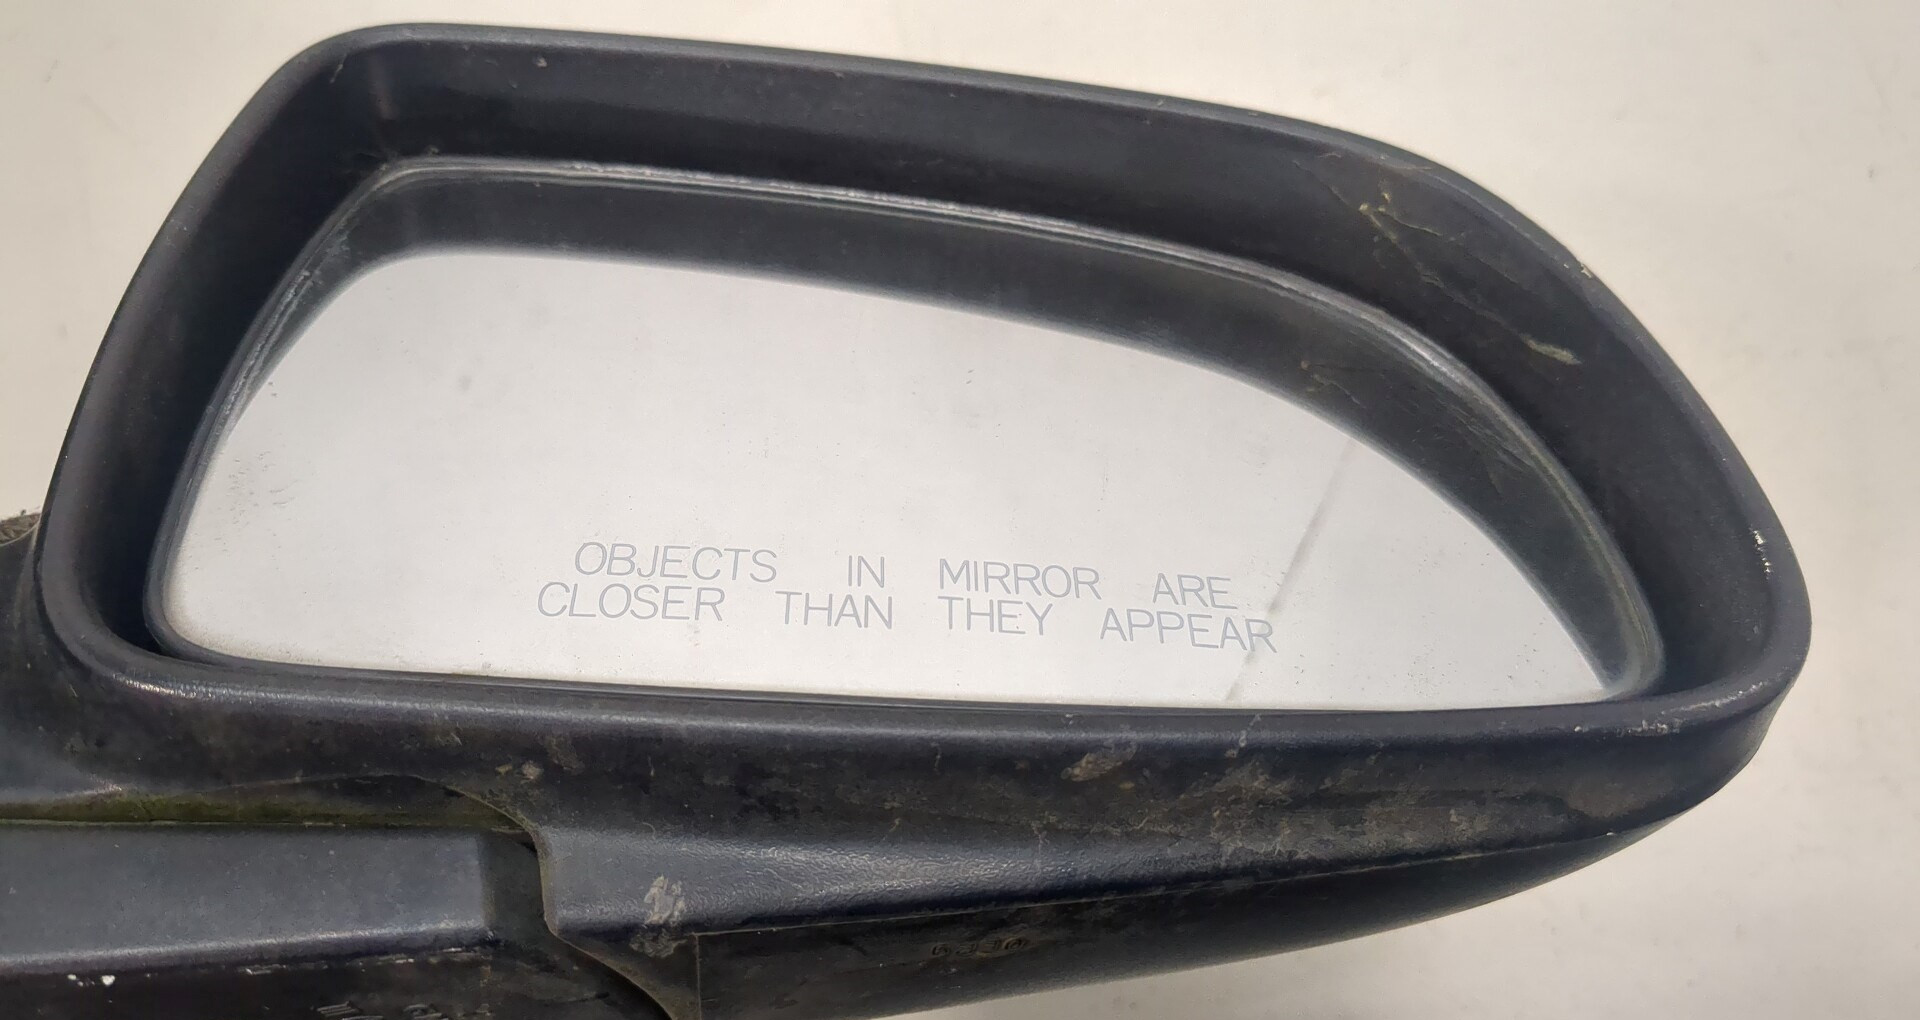 OBJECTS IN MIRROR ARE
CLOSER THAN THEY APPEAR